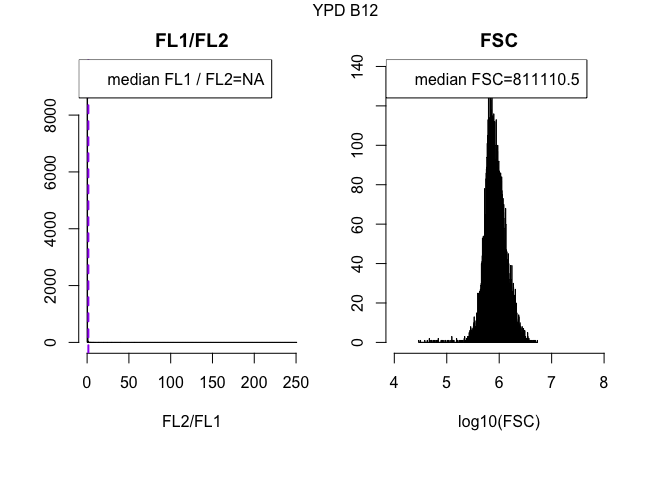 YPD B12
FL1/FL2
median FL1 / FL2=NA
0
2000
4000
6000
8000
0 50 100 150 200 250
FL2/FL1
FSC
median FSC=811110.5
0
20
40
60
80
100
140
4 5 6 7 8
log10(FSC)